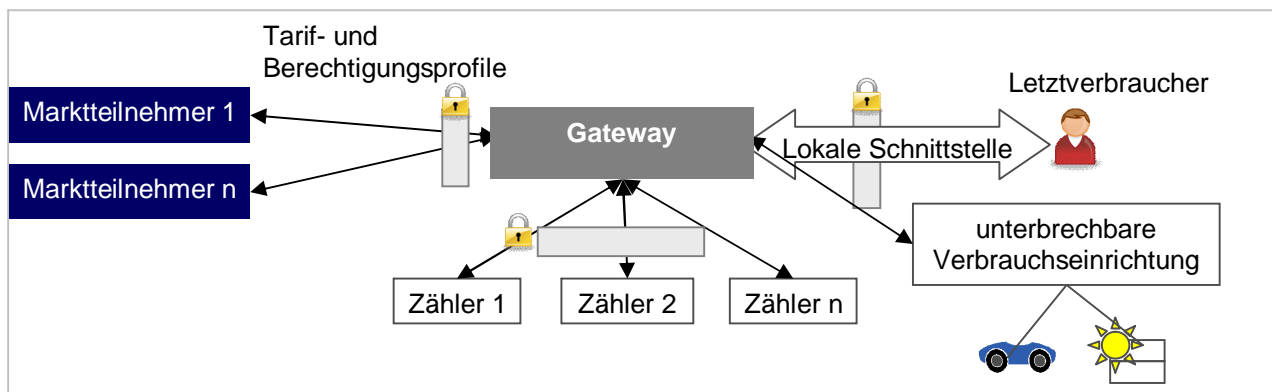 Tarif- und
Berechtigungsprofile
Letztverbraucher
Marktteilnehmer 1
Gateway
Lokale Schnittstelle
Marktteilnehmer n
unterbrechbare
Verbrauchseinrichtung
Zähler 1
Zähler 2
Zähler n